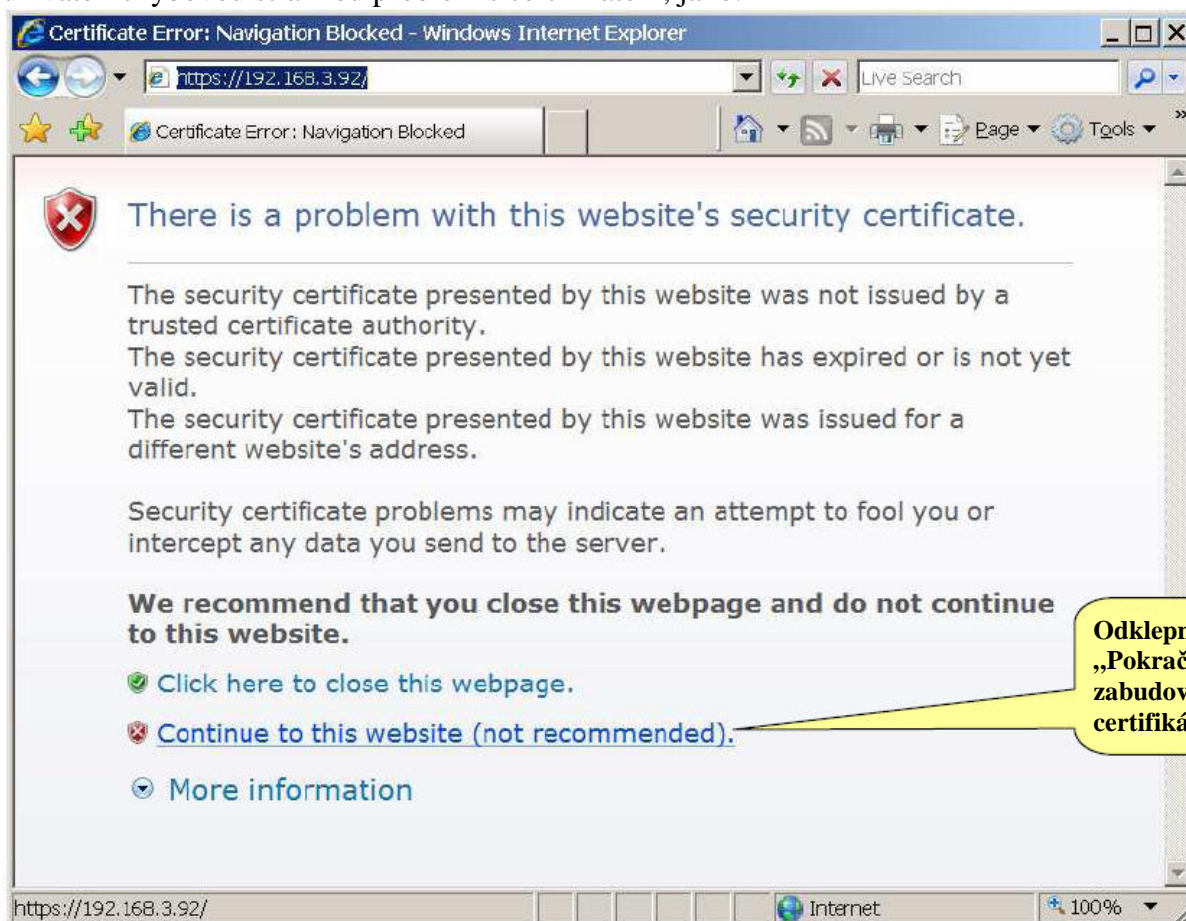 Certificate Error: Navigation Blocked - Windows Internet Explorer
https://192.168.3.92/
Live Search
Certificate Error: Navigation Blocked
Page
Tools
There is a problem with this website's security certificate.
The security certificate presented by this website was not issued by a
trusted certificate authority.
The security certificate presented by this website has expired or is not yet
valid.
The security certificate presented by this website was issued for a
different website's address.
Security certificate problems may indicate an attempt to fool you or
intercept any data you send to the server.
We recommend that you close this webpage and do not continue
to this website.
Click here to close this webpage.
Continue to this website (not recommended).
More information
Odklepn
„Pokrač
zabudov
certifiká
https://192.168.3.92/
Internet
100%